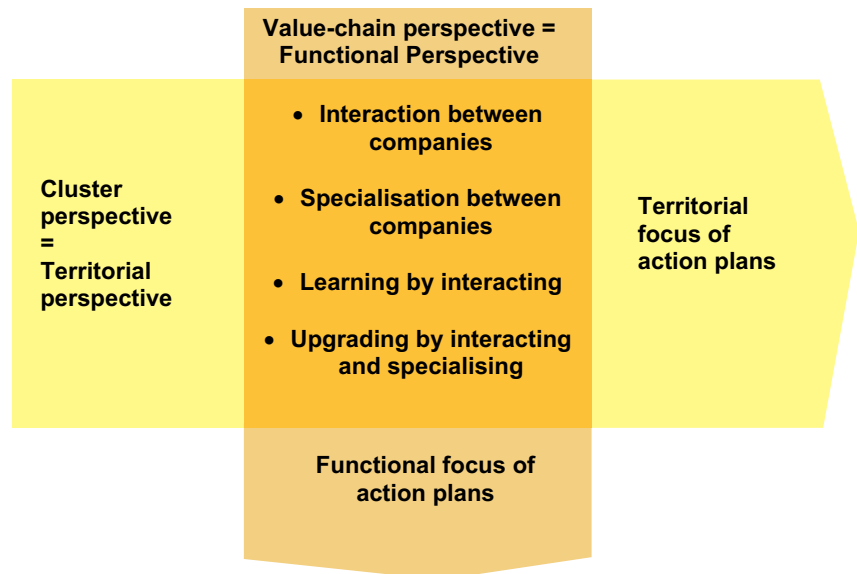 Value-chain perspective =
Functional Perspective
• Interaction between
companies
• Specialisation between
companies
• Learning by interacting
• Upgrading by interacting
and specialising
Cluster
perspective
=
Territorial
perspective
Territorial
focus of
action plans
Functional focus of
action plans